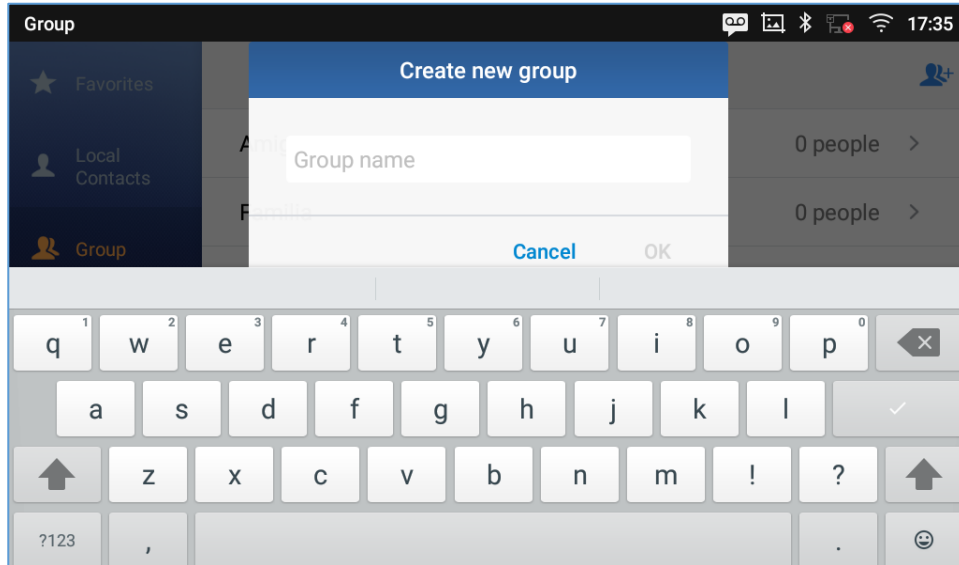 Group
17:35
Create new group
Favorites
Local
Contacts
Group
Group name
0 people
Familia
0 people
Cancel
OK
q 1 w 2 e 3 r 4 t 5 y 6 u 7 i 8 o 9 p 0
a s d f g h j k l
z x c v b n m ! ?
?123 , .